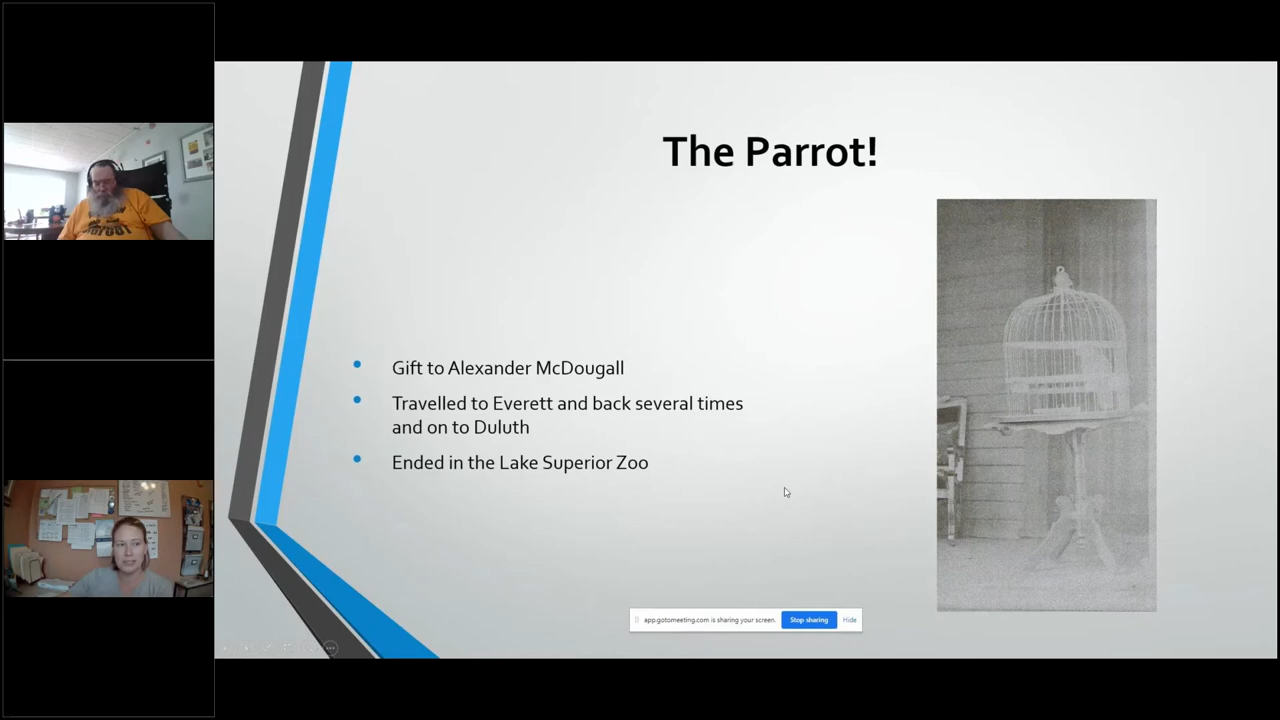 The Parrot!
Gift to Alexander McDougall
Travelled to Everett and back several times
and on to Duluth
Ended in the Lake Superior Zoo
app.gotomeeting.com is sharing your screen.
Stop sharing
Hide